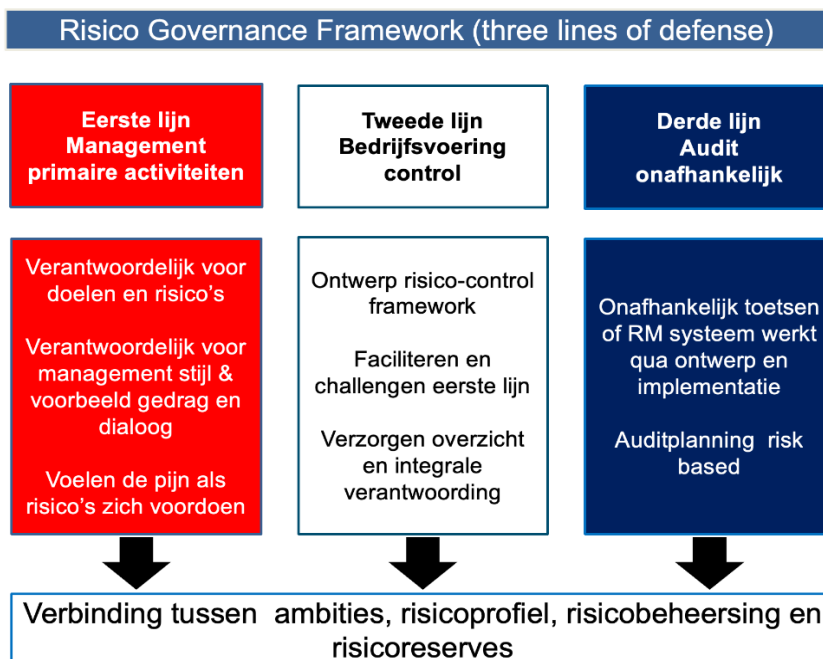 Risico Governance Framework (three lines of defense)
Eerste lijn
Management
primaire activiteiten
Tweede lijn
Bedrijfsvoering
control
Derde lijn
Audit
onafhankelijk
Verantwoordelijk voor
doelen en risico's
Verantwoordelijk voor
management stijl &
voorbeeld gedrag en
dialoog
Voelen de pijn als
risico's zich voordoen
Ontwerp risico-control
framework
Faciliteren en
challengen eerste lijn
Verzorgen overzicht
en integrale
verantwoording
Onafhankelijk toetsen
of RM systeem werkt
qua ontwerp en
implementatie
Auditplanning risk
based
Verbinding tussen ambities, risicoprofiel, risicobeheersing en
risicoreserves